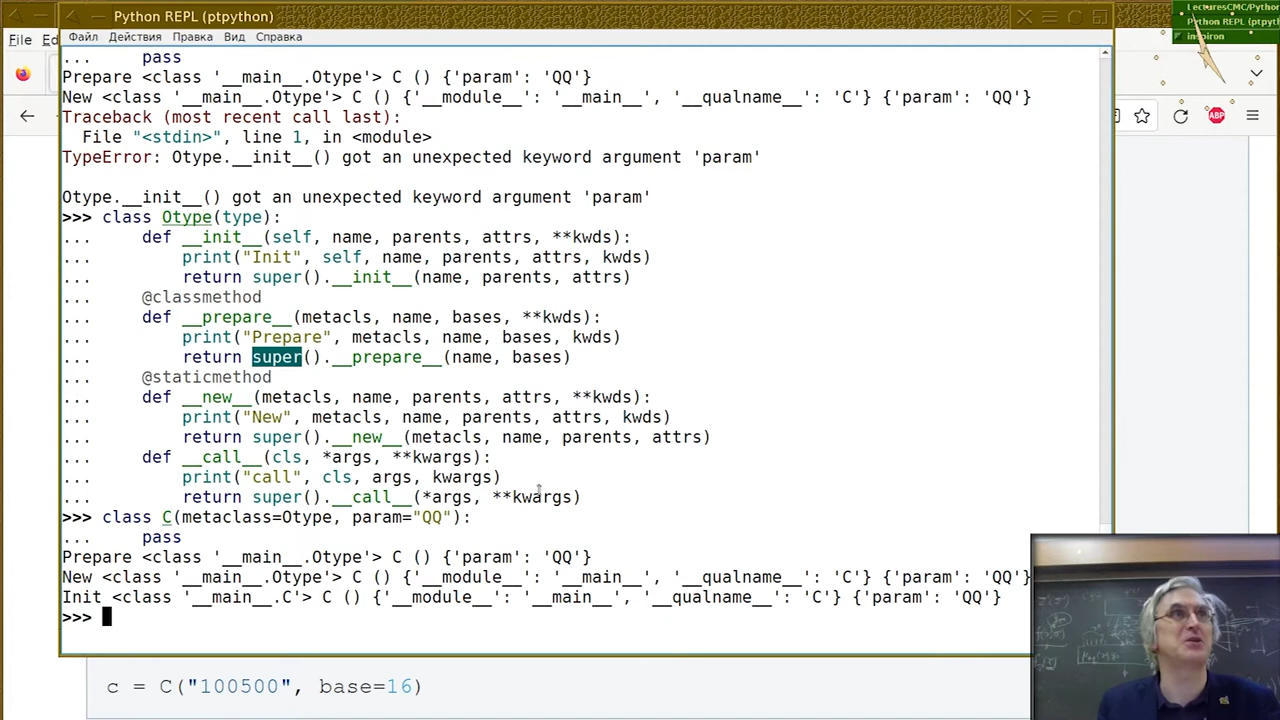 Python REPL (ptpython)
LecturesCMC/Python
Python REPL (ptpyt
inspiron
File Ed
Файл Действия Правка Вид Справка
ABP
... pass
Prepare <class '__main__.Otype'> C () {'param': 'QQ'}
New <class '__main__.Otype'> C () {'__module__': '__main__', '__qualname__': 'C'} {'param': 'QQ'}
Traceback (most recent call last):
File "<stdin>", line 1, in <module>
TypeError: Otype.__init__() got an unexpected keyword argument 'param'
Otype.__init__() got an unexpected keyword argument 'param'
>>> class Otype(type):
... def __init__(self, name, parents, attrs, **kwds):
... print("Init", self, name, parents, attrs, kwds)
... return super().__init__(name, parents, attrs)
... @classmethod
... def __prepare__(metacls, name, bases, **kwds):
... print("Prepare", metacls, name, bases, kwds)
... return super().__prepare__(name, bases)
... @staticmethod
... def __new__(metacls, name, parents, attrs, **kwds):
... print("New", metacls, name, parents, attrs, kwds)
... return super().__new__(metacls, name, parents, attrs)
... def __call__(cls, *args, **kwargs):
... print("call", cls, args, kwargs)
... return super().__call__(*args, **kwargs)
>>> class C(metaclass=Otype, param="QQ"):
... pass
Prepare <class '__main__.Otype'> C () {'param': 'QQ'}
New <class '__main__.Otype'> C () {'__module__': '__main__', '__qualname__': 'C'} {'param': 'QQ'}
Init <class '__main__.C'> C () {'__module__': '__main__', '__qualname__': 'C'} {'param': 'QQ'}
>>>
c = C("100500", base=16)